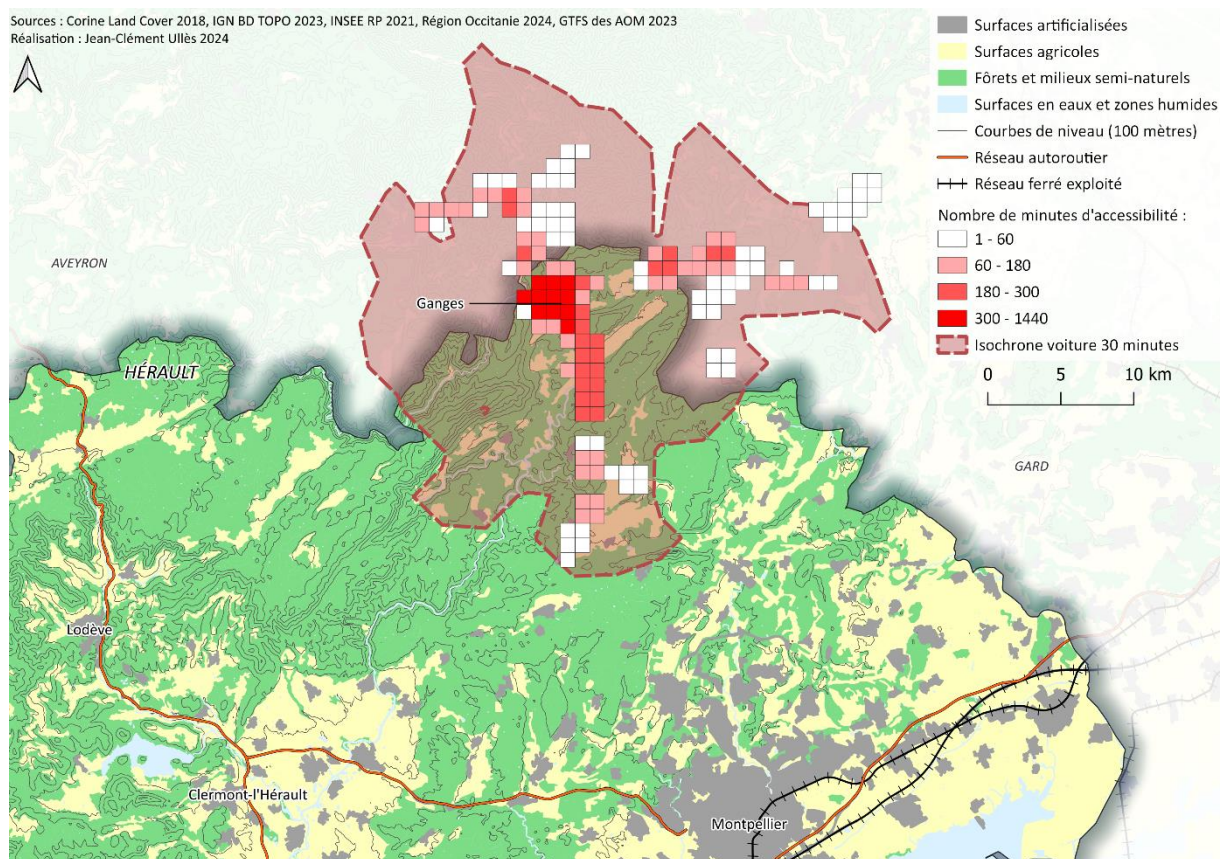 Sources : Corine Land Cover 2018, IGN BD TOPO 2023, INSEE RP 2021, Région Occitanie 2024, GTFS des AOM 2023
Réalisation : Jean-Clément Ullès 2024
Surfaces artificialisées
Surfaces agricoles
Fôrets et milieux semi-naturels
Surfaces en eaux et zones humides
Courbes de niveau (100 mètres)
Réseau autoroutier
Réseau ferré exploité
Nombre de minutes d'accessibilité :
1 - 60
60 - 180
180 - 300
300 - 1440
Isochrone voiture 30 minutes
0 5 10 km
AVEYRON
Ganges
HÉRAULT
GARD
Lodève
Clermont-l'Hérault
Montpellier